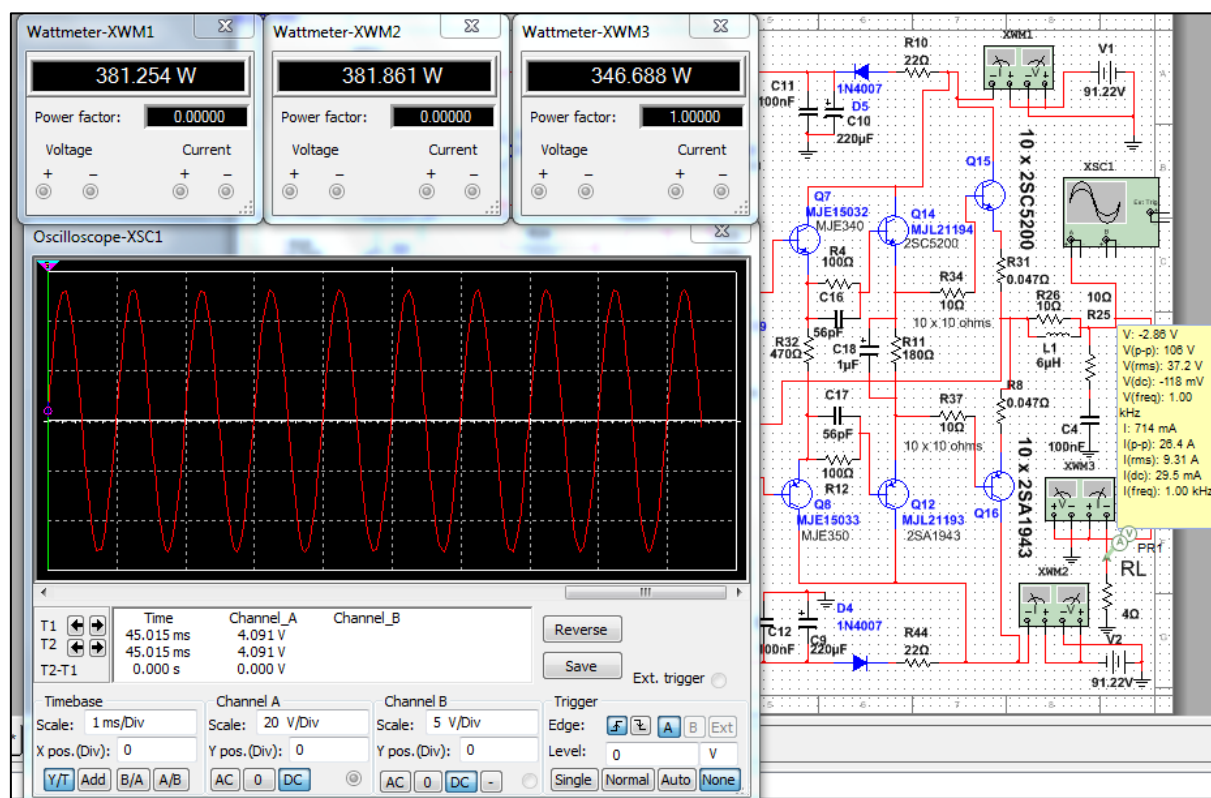 Wattmeter-XWM1
381.254 W
Power factor: 0.00000
Voltage Current
+ − + −
Wattmeter-XWM2
381.861 W
Power factor: 0.00000
Voltage Current
+ − + −
Wattmeter-XWM3
346.688 W
Power factor: 1.00000
Voltage Current
+ − + −
Oscilloscope-XSC1
T1
T2
T2-T1
Time Channel_A Channel_B
45.015 ms 4.091 V
45.015 ms 4.091 V
0.000 s 0.000 V
Reverse
Save
Ext. trigger
Timebase
Scale: 1 ms/Div
X pos.(Div): 0
Y/T Add B/A A/B
Channel A
Scale: 20 V/Div
Y pos.(Div): 0
AC 0 DC
Channel B
Scale: 5 V/Div
Y pos.(Div): 0
AC 0 DC -
Trigger
Edge: A B Ext
Level: 0 V
Single Normal Auto None
R10
22Ω
XWM1
V1
91.22V
C11
100nF
1N4007
D5
C10
220µF
10 x 2SC5200
Q15
XSC1
Ext Trig
Q7
MJE15032
MJE340
Q14
MJL21194
2SC5200
R4
100Ω
C16
56pF
R34
10Ω
10 x 10 ohms
R31
0.047Ω
R26
10Ω
L1
6µH
10Ω
R25
R32
470Ω
C18
1µF
R11
180Ω
R8
0.047Ω
C17
56pF
R37
10Ω
10 x 10 ohms
C4
100nF
100Ω
R12
Q8
MJE15033
MJE350
Q12
MJL21193
2SA1943
Q16
10 x 2SA1943
XWM3
V: -2.86 V
V(p-p): 106 V
V(rms): 37.2 V
V(dc): -118 mV
V(freq): 1.00
kHz
I: 714 mA
I(p-p): 26.4 A
I(rms): 9.31 A
I(dc): 29.5 mA
I(freq): 1.00 kHz
PR1
RL
4Ω
XWM2
D4
1N4007
R44
22Ω
C12
100nF
C9
220µF
V2
91.22V